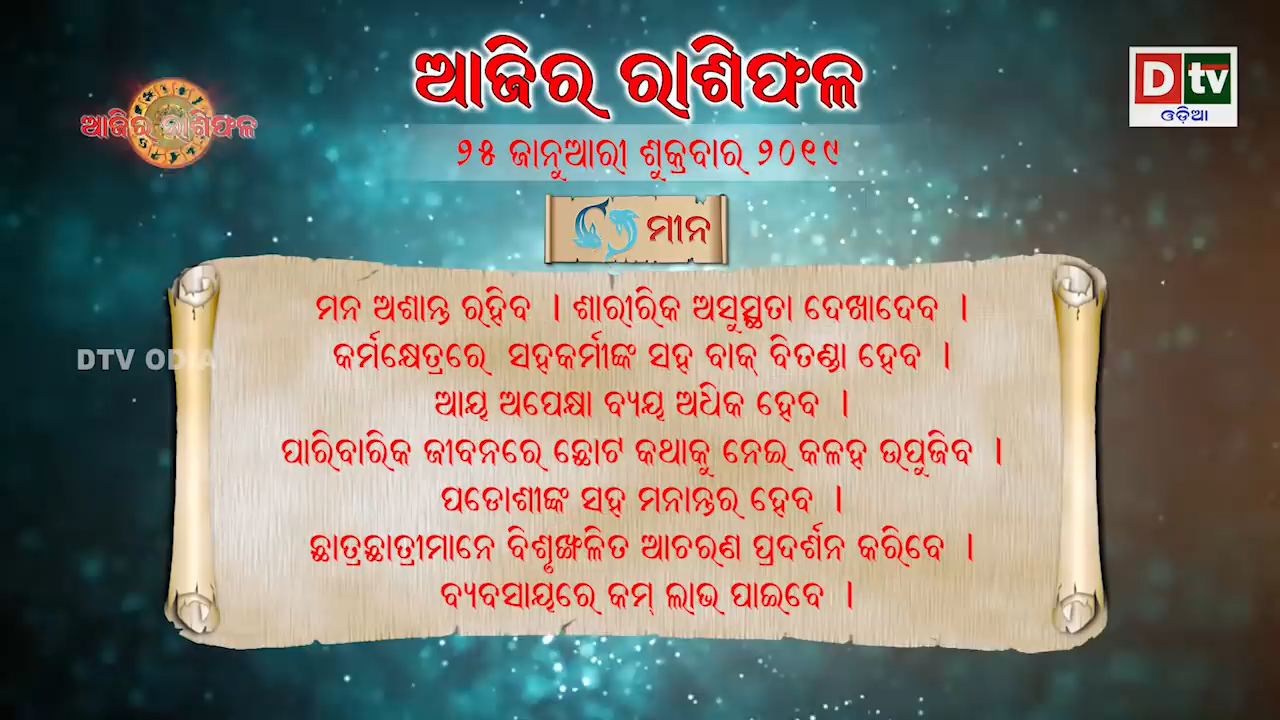 ଆଜିର ରାଶିଫଳ
ଆଜିର ରାଶିଫଳ
D tv
ଓଡ଼ିଆ
୨୫ ଜାନୁଆରୀ ଶୁକ୍ରବାର ୨୦୧୯
ମୀନ
ମନ ଅଶାନ୍ତ ରହିବ । ଶାରୀରିକ ଅସୁସ୍ଥତା ଦେଖାଦେବ ।
କର୍ମକ୍ଷେତ୍ରରେ ସହକର୍ମୀଙ୍କ ସହ ବାକ୍ ବିତଣ୍ଡା ହେବ ।
DTV ODIA
ଆୟ ଅପେକ୍ଷା ବ୍ୟୟ ଅଧିକ ହେବ ।
ପାରିବାରିକ ଜୀବନରେ ଛୋଟ କଥାକୁ ନେଇ କଳହ ଉପୁଜିବ ।
ପଡୋଶୀଙ୍କ ସହ ମନାନ୍ତର ହେବ ।
ଛାତ୍ରଛାତ୍ରୀମାନେ ବିଶୃଙ୍ଖଳିତ ଆଚରଣ ପ୍ରଦର୍ଶନ କରିବେ ।
ବ୍ୟବସାୟରେ କମ୍ ଲାଭ ପାଇବେ ।